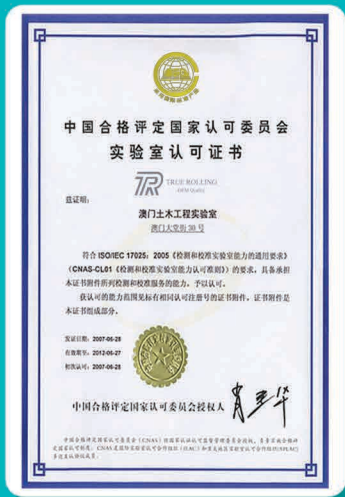 中国合格评定国家认可委员会
实验室认可证书
TR TRUE ROLLING
兹证明:
澳门土木工程实验室
澳门大堂街 30 号
符合 ISO/IEC 17025: 2005《检测和校准实验室能力的通用要求》
(CNAS-CL01《检测和校准实验室能力认可准则》) 的要求,具备承担
本证书附件所列检测和校准服务的能力,予以认可。
获认可的能力范围见标有相同认可注册号的证书附件,证书附件是
本证书组成部分。
发证日期: 2007-06-28
有效期至: 2012-06-27
初次认可: 2007-06-28
中国合格评定国家认可委员会授权人